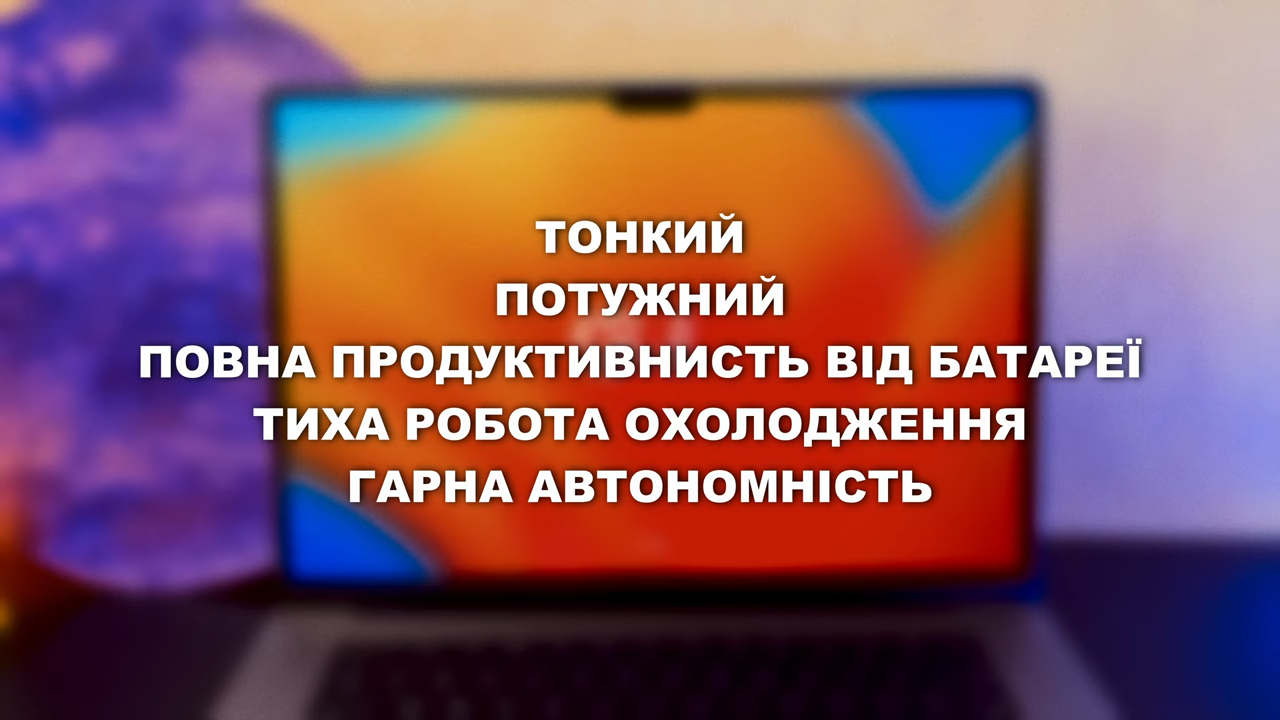 ТОНКИЙ
ПОТУЖНИЙ
ПОВНА ПРОДУКТИВНИСТЬ ВІД БАТАРЕЇ
ТИХА РОБОТА ОХОЛОДЖЕННЯ
ГАРНА АВТОНОМНІСТЬ